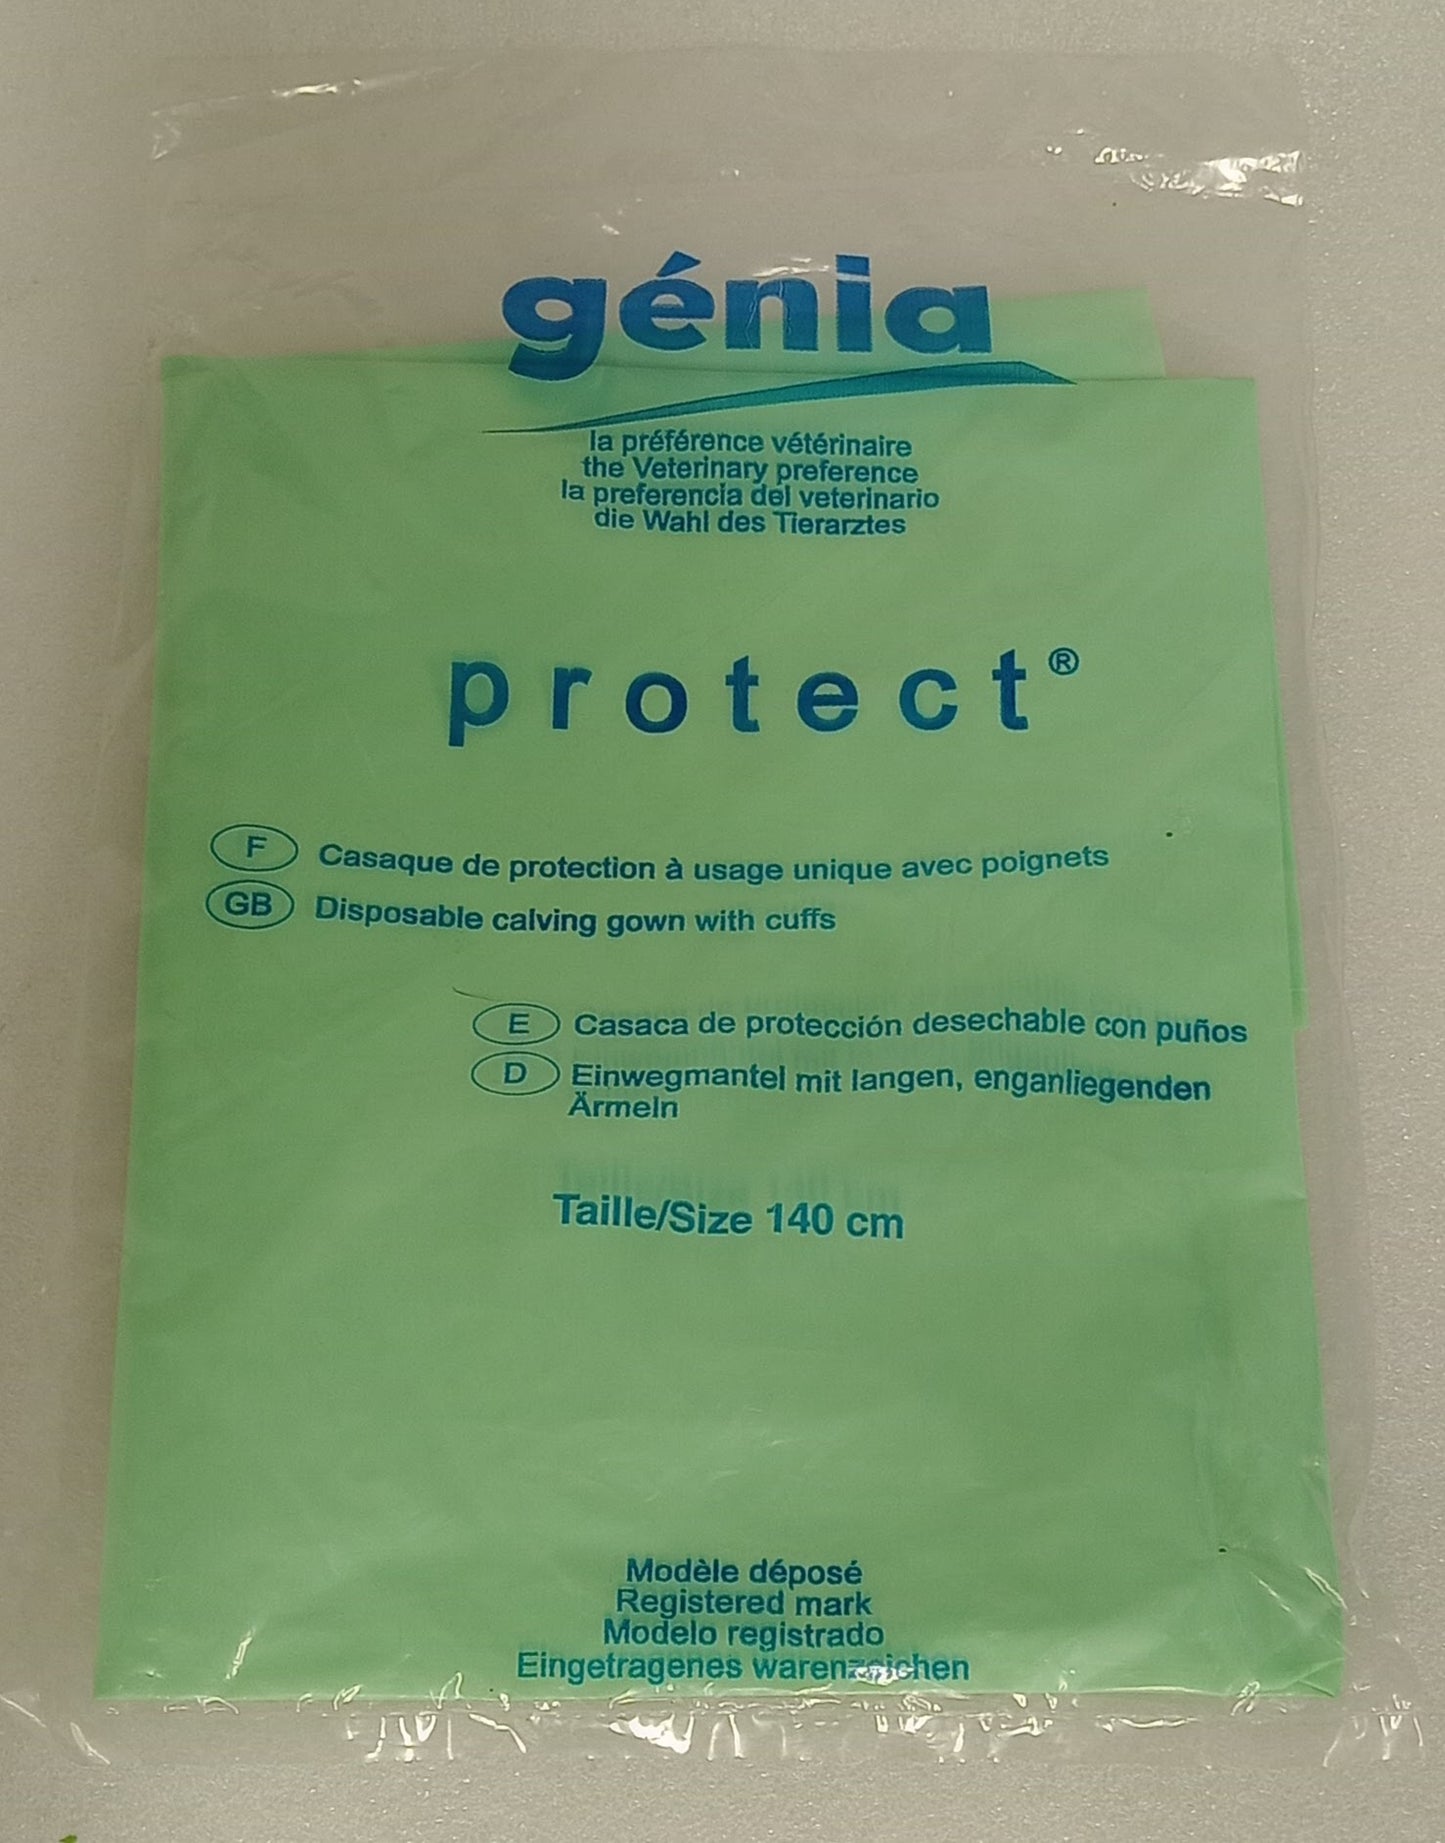 génia
la préférence vétérinaire
the Veterinary preference
la preferencia del veterinario
die Wahl des Tierarztes
protect®
F Casaque de protection à usage unique avec poignets
GB Disposable calving gown with cuffs
E Casaca de protección desechable con puños
D Einwegmantel mit langen, enganliegenden
Ärmeln
Taille/Size 140 cm
Modèle déposé
Registered mark
Modelo registrado
Eingetragenes warenzeichen